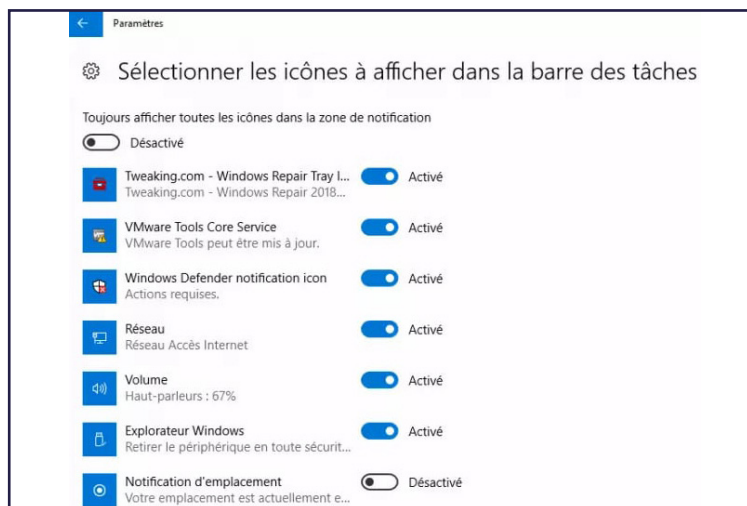 Paramètres
Sélectionner les icônes à afficher dans la barre des tâches
Toujours afficher toutes les icônes dans la zone de notification
Désactivé
Tweaking.com - Windows Repair Tray I... Activé
Tweaking.com - Windows Repair 2018...
VMware Tools Core Service Activé
VMware Tools peut être mis à jour.
Windows Defender notification icon Activé
Actions requises.
Réseau Activé
Réseau Accès Internet
Volume Activé
Haut-parleurs : 67%
Explorateur Windows Activé
Retirer le périphérique en toute sécurit...
Notification d'emplacement Désactivé
Votre emplacement est actuellement e...